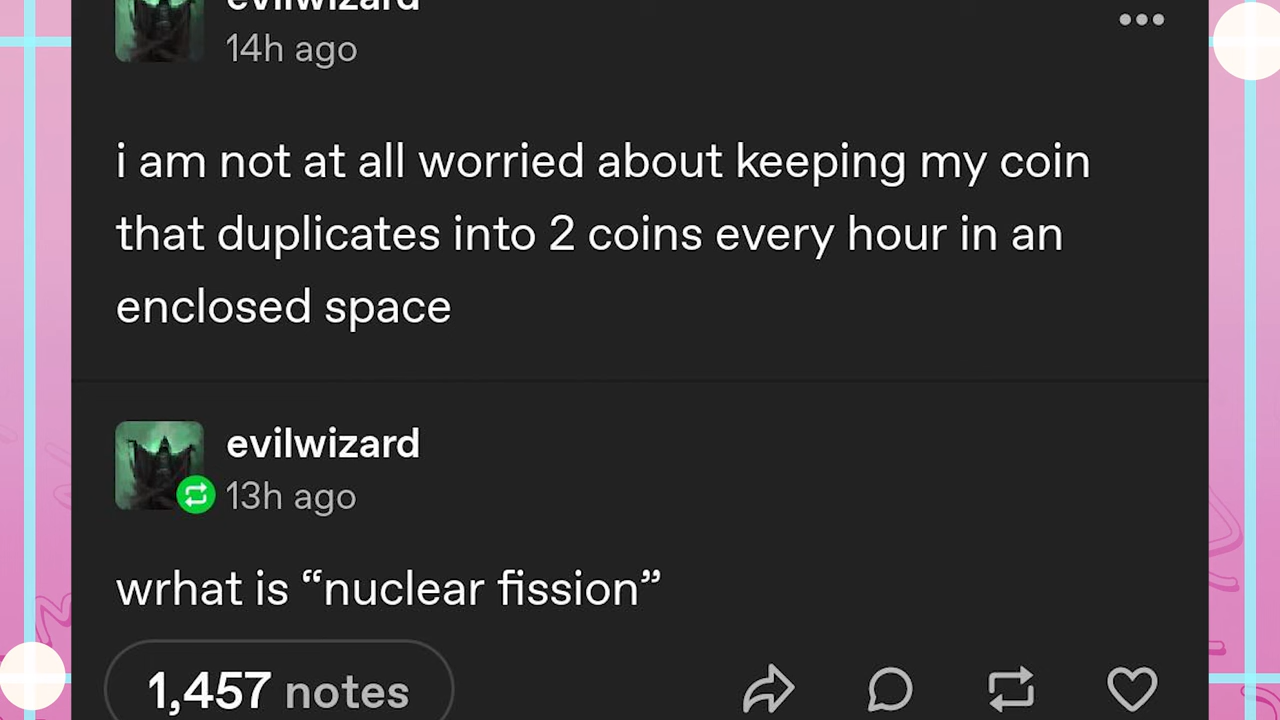 evilwizard
14h ago
i am not at all worried about keeping my coin
that duplicates into 2 coins every hour in an
enclosed space
evilwizard
13h ago
wrhat is “nuclear fission”
1,457 notes